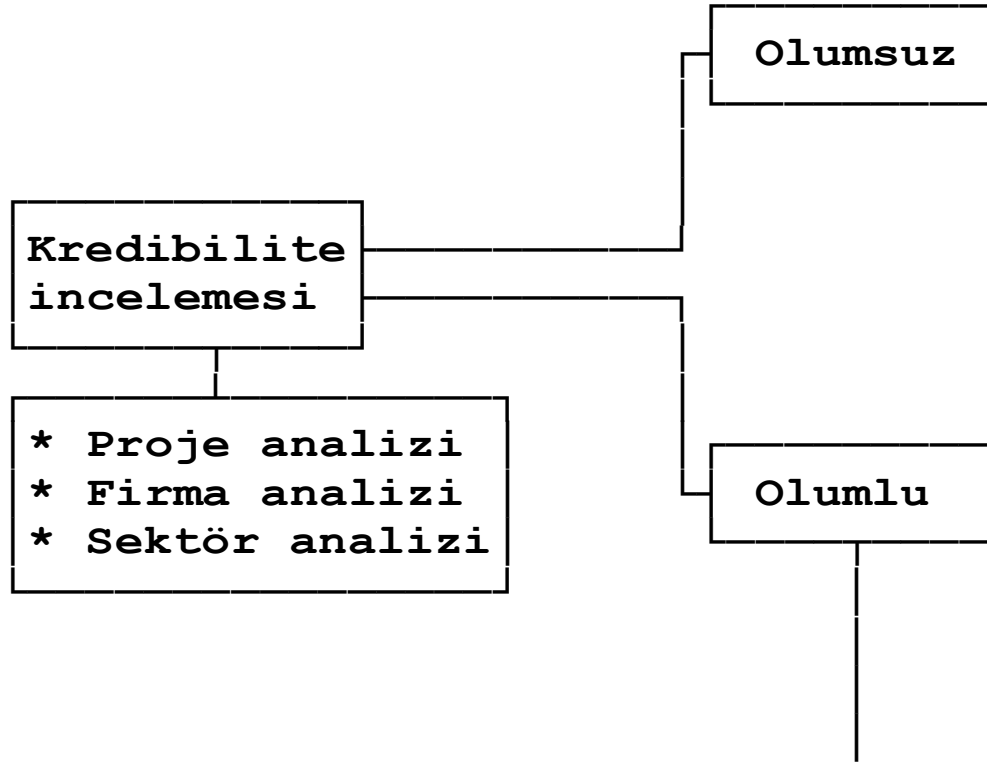 Olumsuz
Kredibilite
incelemesi
* Proje analizi
* Firma analizi
* Sektör analizi
Olumlu